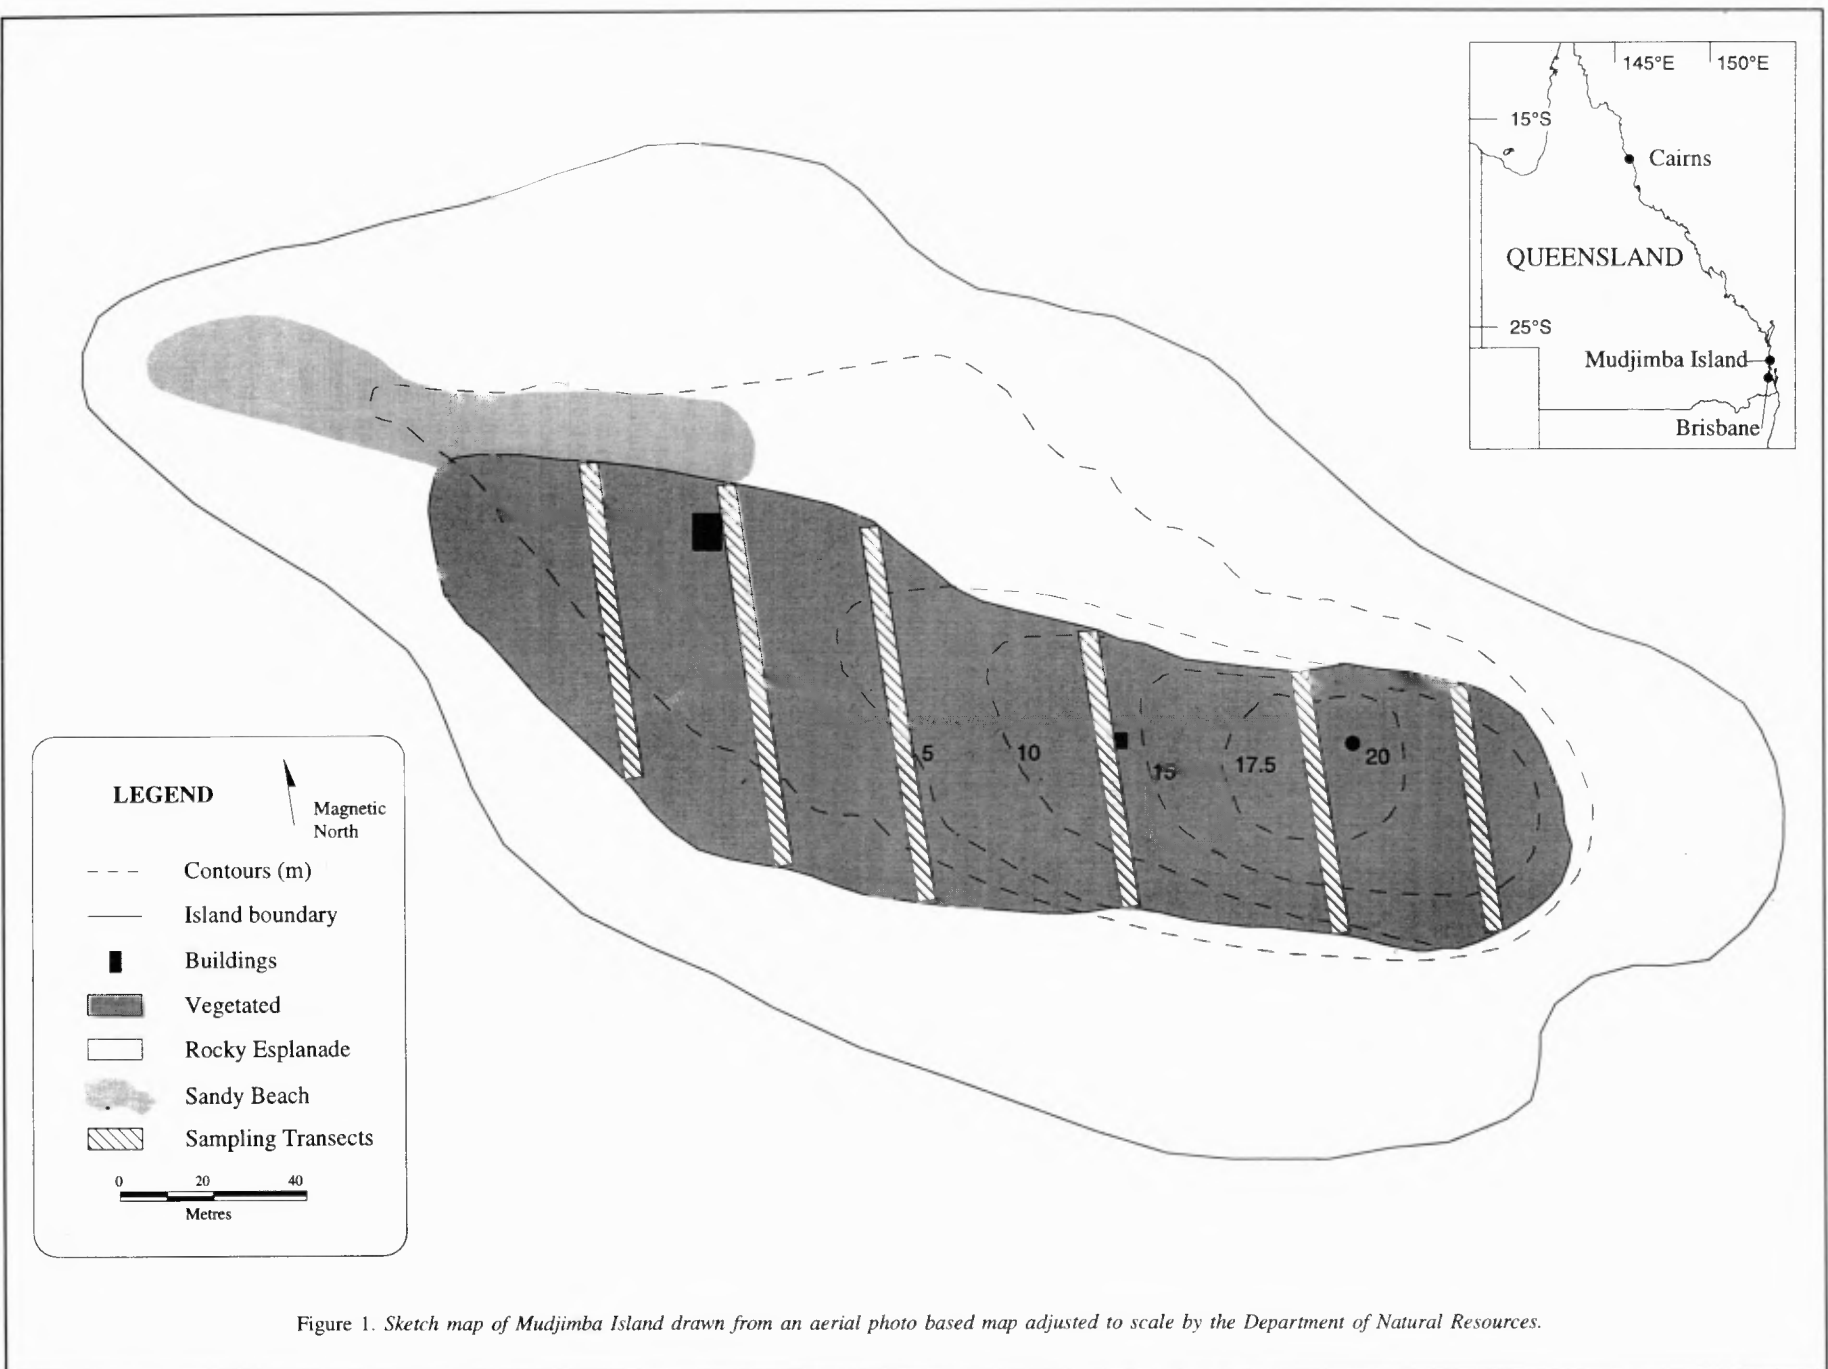 145°E 150°E
15°S
Cairns
QUEENSLAND
25°S
Mudjimba Island
Brisbane
5 10 15 17.5 20
LEGEND
Magnetic
North
Contours (m)
Island boundary
Buildings
Vegetated
Rocky Esplanade
Sandy Beach
Sampling Transects
0 20 40
Metres
Figure 1. Sketch map of Mudjimba Island drawn from an aerial photo based map adjusted to scale by the Department of Natural Resources.